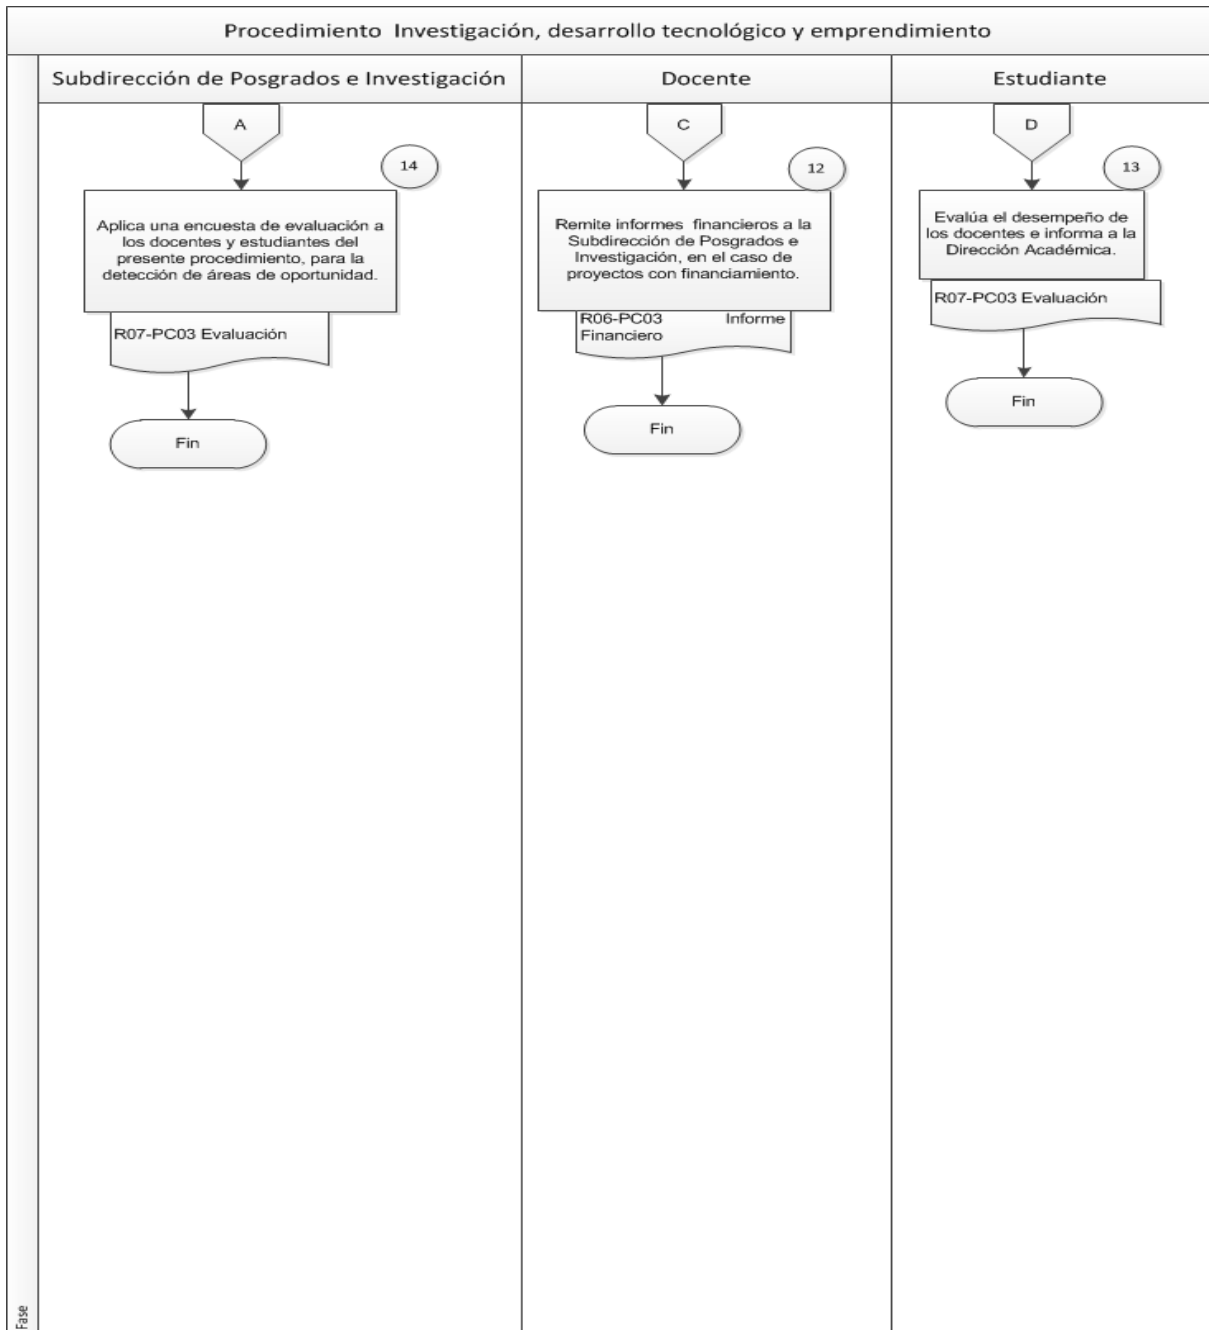 Procedimiento Investigación, desarrollo tecnológico y emprendimiento
Subdirección de Posgrados e Investigación
Docente
Estudiante
A
14
Aplica una encuesta de evaluación a
los docentes y estudiantes del
presente procedimiento, para la
detección de áreas de oportunidad.
R07-PC03 Evaluación
Fin
C
12
Remite informes financieros a la
Subdirección de Posgrados e
Investigación, en el caso de
proyectos con financiamiento.
R06-PC03 Informe
Financiero
Fin
D
13
Evalúa el desempeño de
los docentes e informa a la
Dirección Académica.
R07-PC03 Evaluación
Fin
Fase